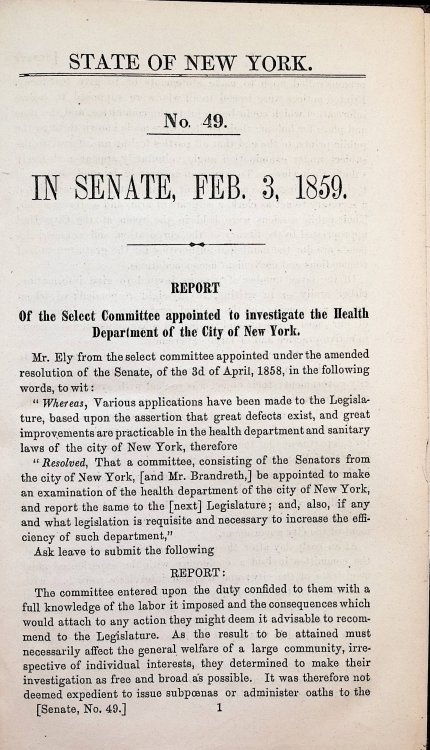 STATE OF NEW YORK.
No. 49.
IN SENATE, FEB. 3, 1859.
REPORT
Of the Select Committee appointed to investigate the Health
Department of the City of New York.
Mr. Ely from the select committee appointed under the amended
resolution of the Senate, of the 3d of April, 1858, in the following
words, to wit:
"Whereas, Various applications have been made to the Legisla-
ture, based upon the assertion that great defects exist, and great
improvements are practicable in the health department and sanitary
laws of the city of New York, therefore
"Resolved, That a committee, consisting of the Senators from
the city of New York, [and Mr. Brandreth,] be appointed to make
an examination of the health department of the city of New York,
and report the same to the [next] Legislature; and, also, if any
and what legislation is requisite and necessary to increase the effi-
ciency of such department,"
Ask leave to submit the following
REPORT:
The committee entered upon the duty confided to them with a
full knowledge of the labor it imposed and the consequences which
would attach to any action they might deem it advisable to recom-
mend to the Legislature. As the result to be attained must
necessarily affect the general welfare of a large community, irre-
spective of individual interests, they determined to make their
investigation as free and broad as possible. It was therefore not
deemed expedient to issue subpœnas or administer oaths to the
[Senate, No. 49.] 1